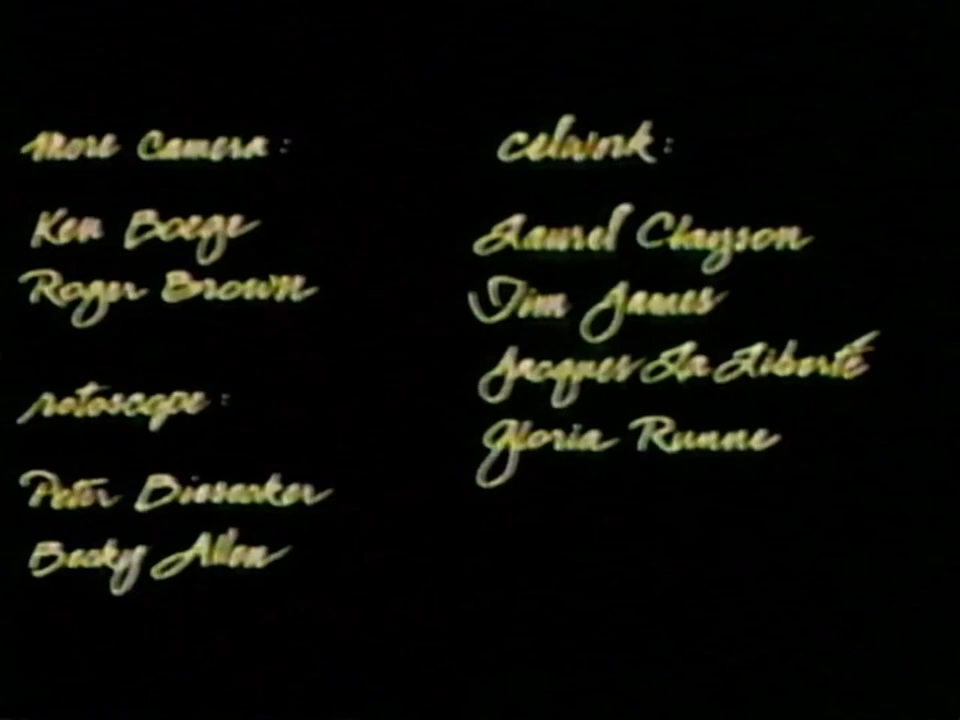 More Camera:
Ken Boege
Roger Brown
rotoscope:
Peter Biesecker
Becky Allen
celwork:
Laurel Clayson
Tim James
Jacques La Liberté
Gloria Runne